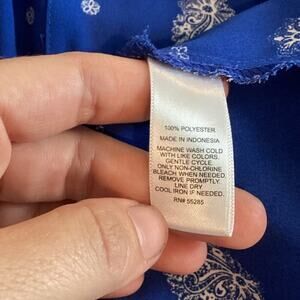 100% POLYESTER
MADE IN INDONESIA
MACHINE WASH COLD
WITH LIKE COLORS.
GENTLE CYCLE.
ONLY NON-CHLORINE
BLEACH WHEN NEEDED.
REMOVE PROMPTLY.
LINE DRY
COOL IRON IF NEEDED.
RN# 55285